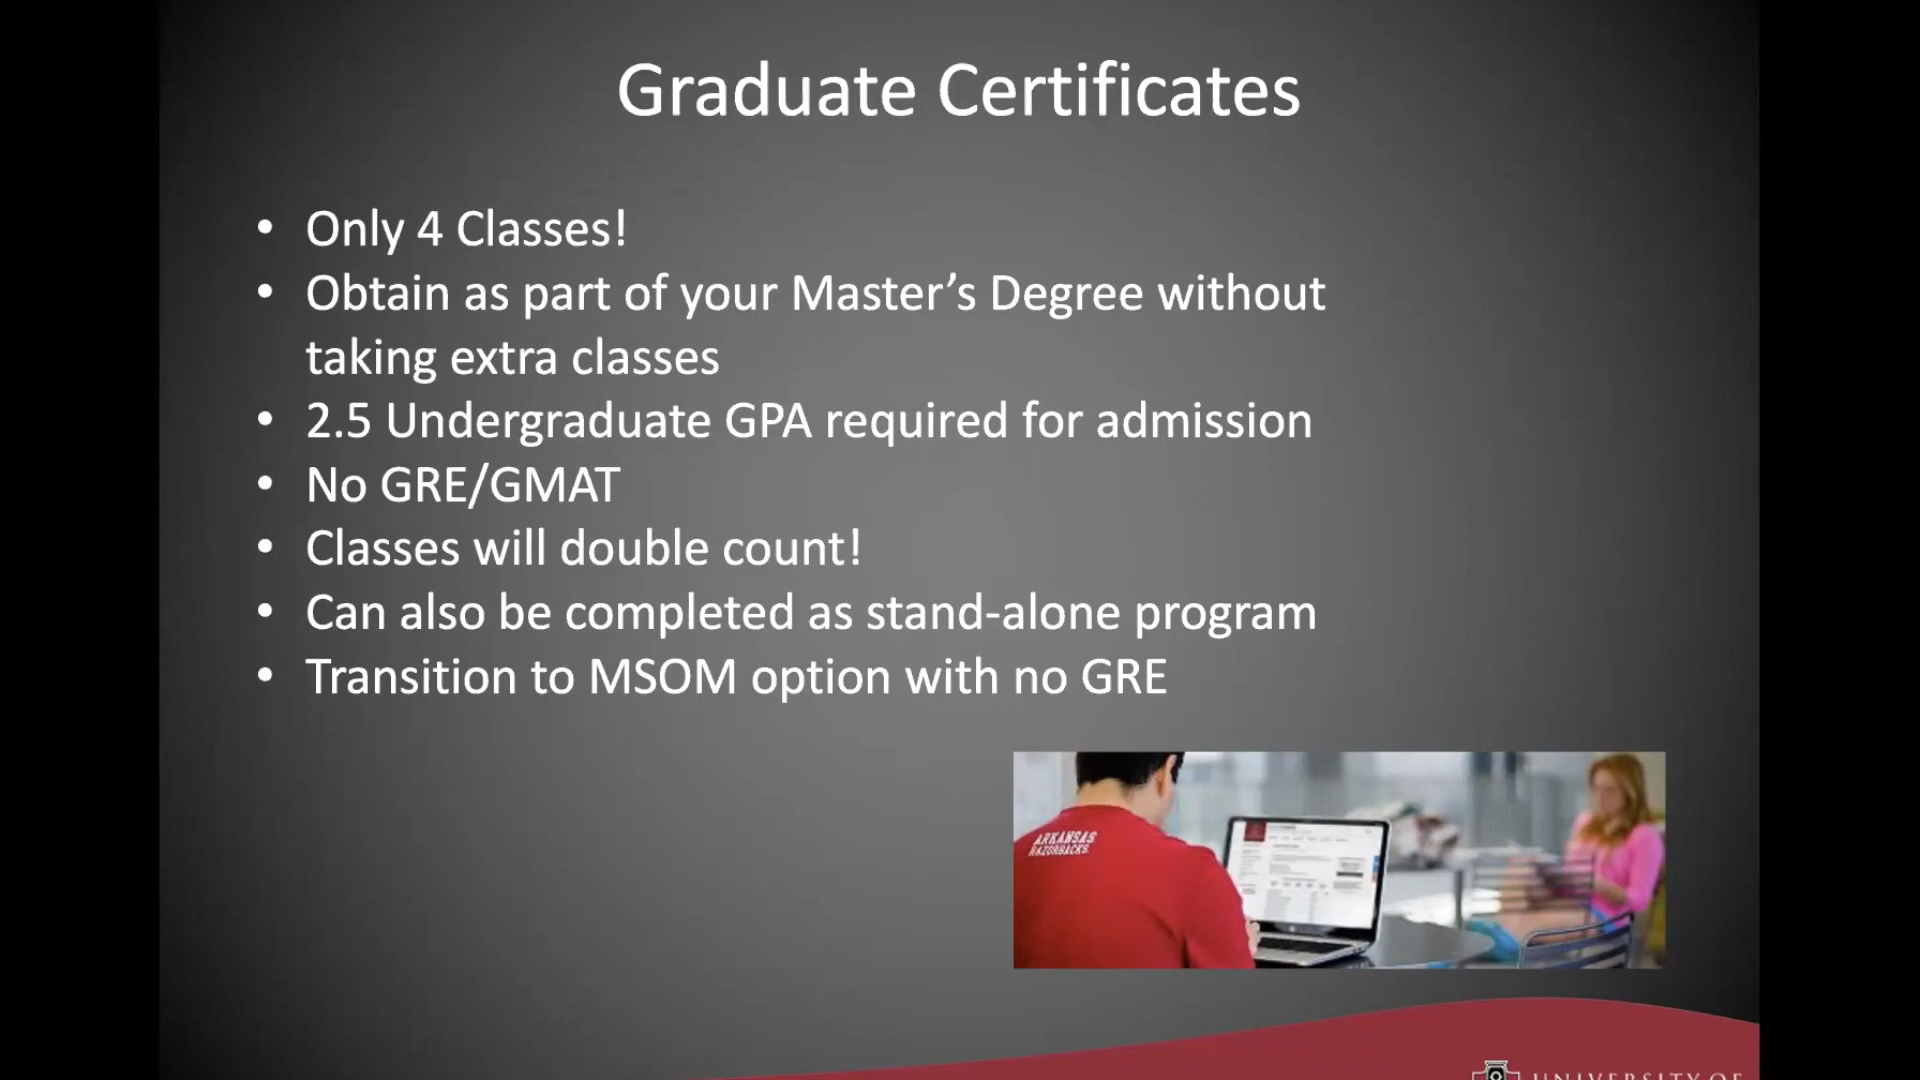 Graduate Certificates
• Only 4 Classes!
• Obtain as part of your Master’s Degree without
taking extra classes
• 2.5 Undergraduate GPA required for admission
• No GRE/GMAT
• Classes will double count!
• Can also be completed as stand-alone program
• Transition to MSOM option with no GRE
ARKANSAS
RAZORBACKS
UNIVERSITY OF